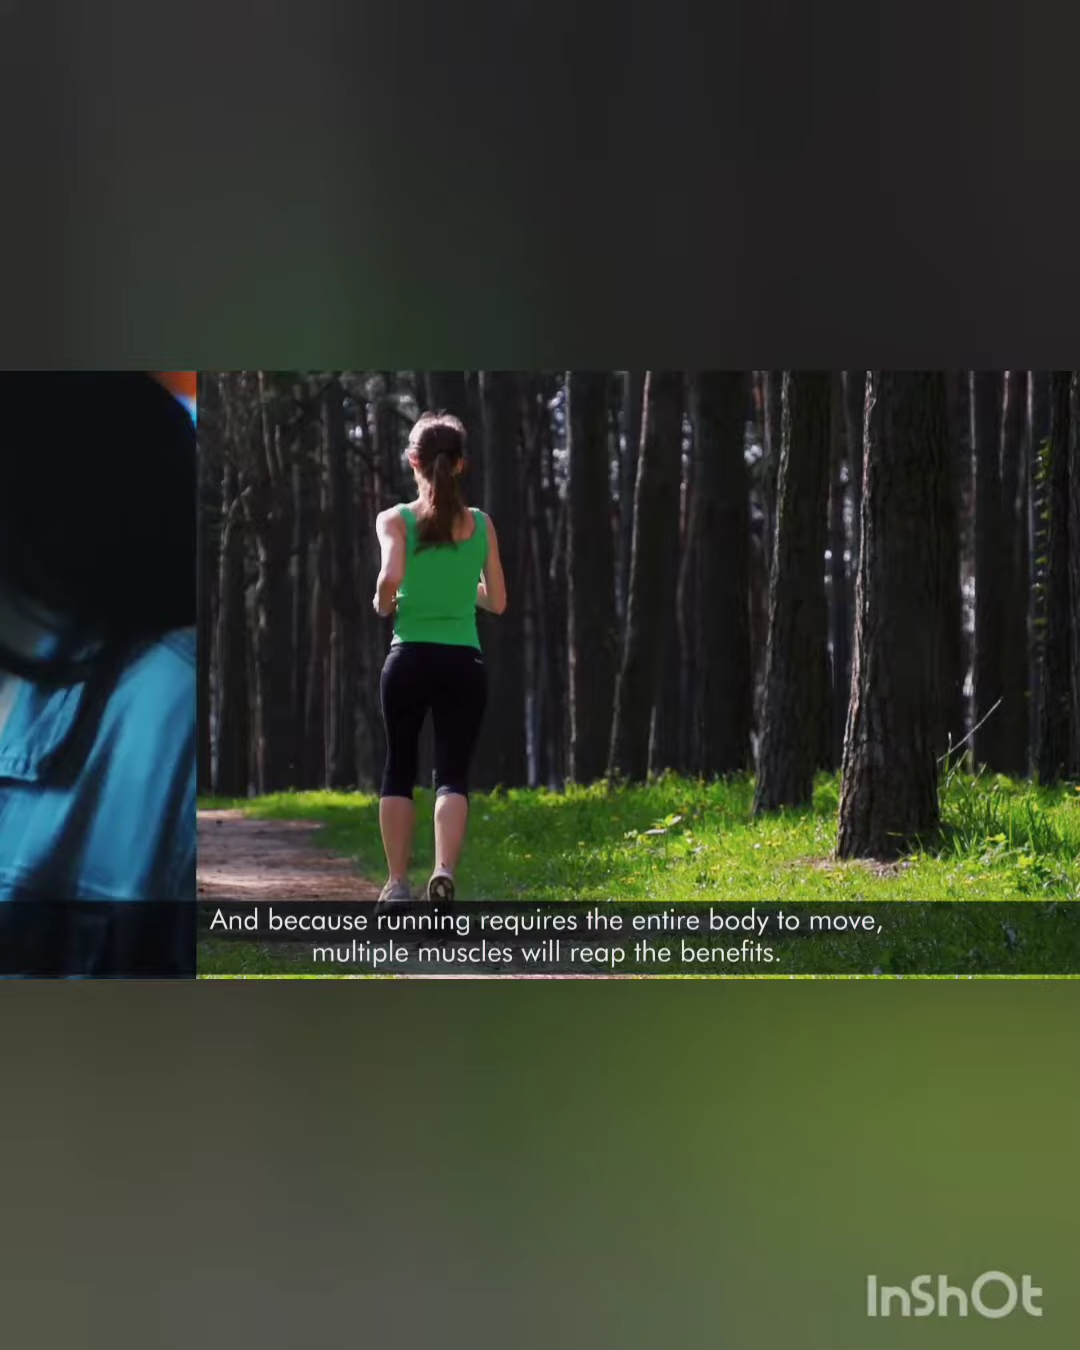 And because running requires the entire body to move,
multiple muscles will reap the benefits.
InShOt